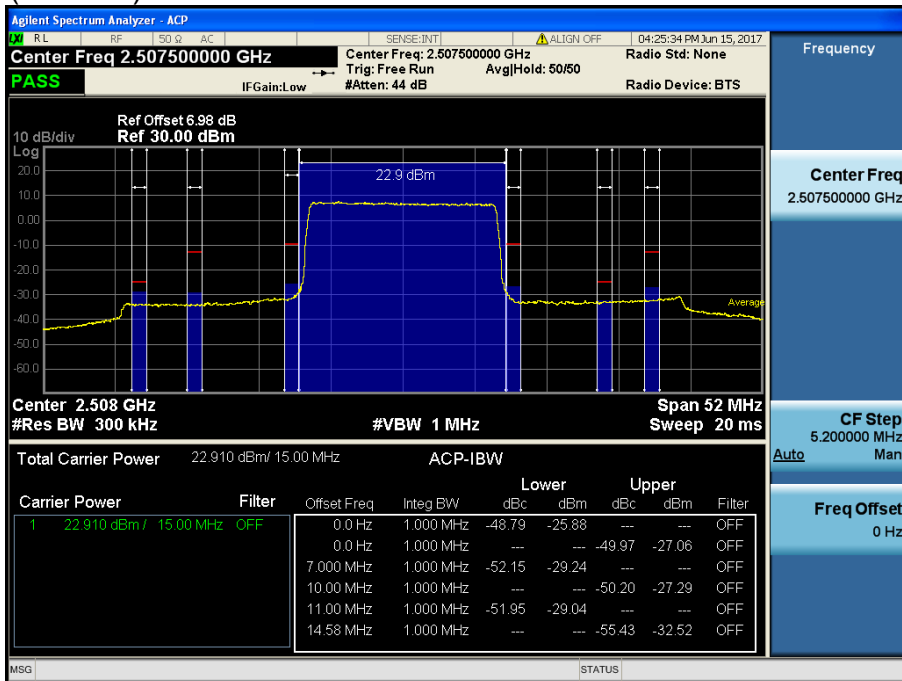 Agilent Spectrum Analyzer - ACP
LXI RL RF 50 Ω AC SENSE:INT ALIGN OFF 04:25:34 PM Jun 15, 2017
Center Freq 2.507500000 GHz
Center Freq: 2.507500000 GHz
Radio Std: None
Trig: Free Run Avg|Hold: 50/50
PASS
IFGain:Low
#Atten: 44 dB
Radio Device: BTS
Ref Offset 6.98 dB
10 dB/div Ref 30.00 dBm
Log
20.0
10.0
0.00
-10.0
-20.0
-30.0
-40.0
-50.0
-60.0
22.9 dBm
Average
Center 2.508 GHz Span 52 MHz
#Res BW 300 kHz #VBW 1 MHz Sweep 20 ms
Total Carrier Power 22.910 dBm/ 15.00 MHz ACP-IBW
Lower Upper
Carrier Power Filter Offset Freq Integ BW dBc dBm dBc dBm Filter
1 22.910 dBm / 15.00 MHz OFF
0.0 Hz 1.000 MHz -48.79 -25.88 --- --- OFF
0.0 Hz 1.000 MHz --- --- -49.97 -27.06 OFF
7.000 MHz 1.000 MHz -52.15 -29.24 --- --- OFF
10.00 MHz 1.000 MHz --- --- -50.20 -27.29 OFF
11.00 MHz 1.000 MHz -51.95 -29.04 --- --- OFF
14.58 MHz 1.000 MHz --- --- -55.43 -32.52 OFF
MSG STATUS
Frequency
Center Freq
2.507500000 GHz
CF Step
5.200000 MHz
Auto Man
Freq Offset
0 Hz